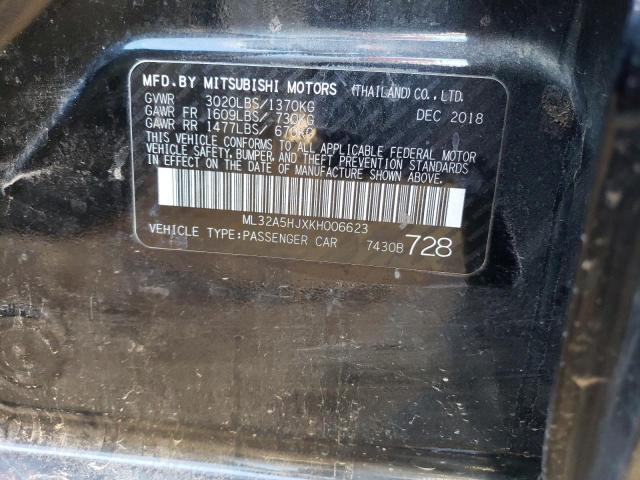 MFD.BY MITSUBISHI MOTORS (THAILAND) CO., LTD.
GVWR 3020LBS/1370KG DEC 2018
GAWR FR 1609LBS/ 730KG
GAWR RR 1477LBS/ 670KG
THIS VEHICLE CONFORMS TO ALL APPLICABLE FEDERAL MOTOR
VEHICLE SAFETY, BUMPER, AND THEFT PREVENTION STANDARDS
IN EFFECT ON THE DATE OF MANUFACTURE SHOWN ABOVE.
ML32A5HJXKH006623
VEHICLE TYPE:PASSENGER CAR 7430B 728